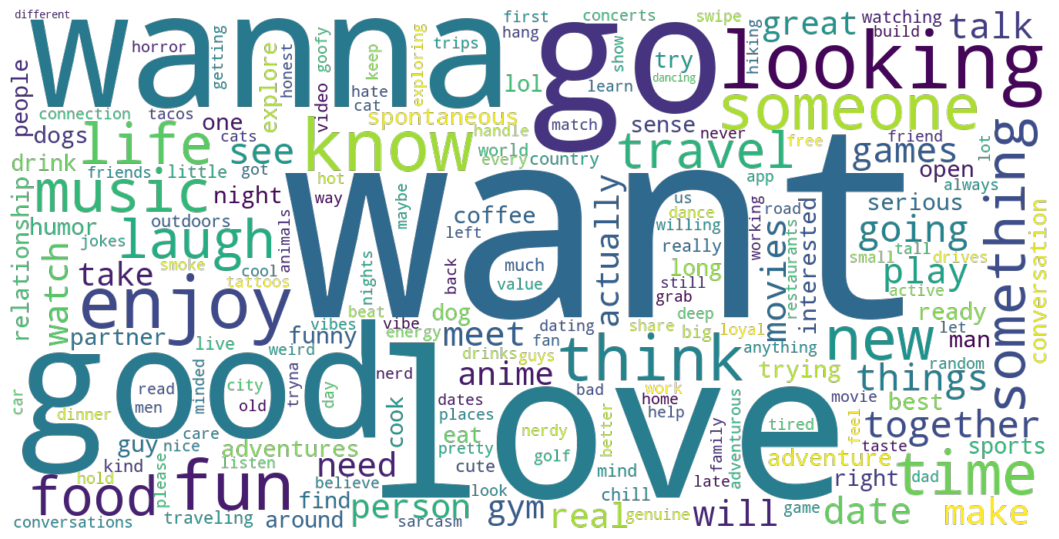 want
wanna
go
good
love
looking
someone
something
know
life
music
laugh
enjoy
food
fun
new
think
time
travel
great
talk
see
spontaneous
explore
people
dogs
drink
humor
relationship
watch
take
partner
night
one
horror
different
getting
honest
video
goofy
keep
hate
cat
trips
exploring
lol
first
hang
concerts
show
learn
try
swipe
dancing
hiking
watching
build
match
sense
never
free
friend
lot
games
open
always
conversation
serious
going
play
ready
active
small
tall
drives
handle
world
every
country
connection
tacos
cats
friends
little
got
hot
way
outdoors
jokes
smoke
cool
tattoos
animals
nights
maybe
beat
coffee
left
back
much
value
actually
us
dance
app
willing
really
long
still
grab
deep
big
share
loyal
working
road
restaurants
movies
interested
anything
trying
let
man
random
things
best
movie
together
sports
adventure
adventurous
feel
taste
right
dad
tired
date
make
will
real
gym
genuine
game
chill
mind
late
family
better
home
help
work
bad
guys
dating
fan
meet
dog
vibe
vibes
energy
funny
weird
live
city
old
day
tryna
minded
read
men
car
dinner
guy
nice
care
adventures
kind
hold
please
listen
need
find
believe
around
traveling
conversations
person
sarcasm
look
cute
eat
pretty
cook
nerd
anime
drinks
dates
places
nerdy
golf